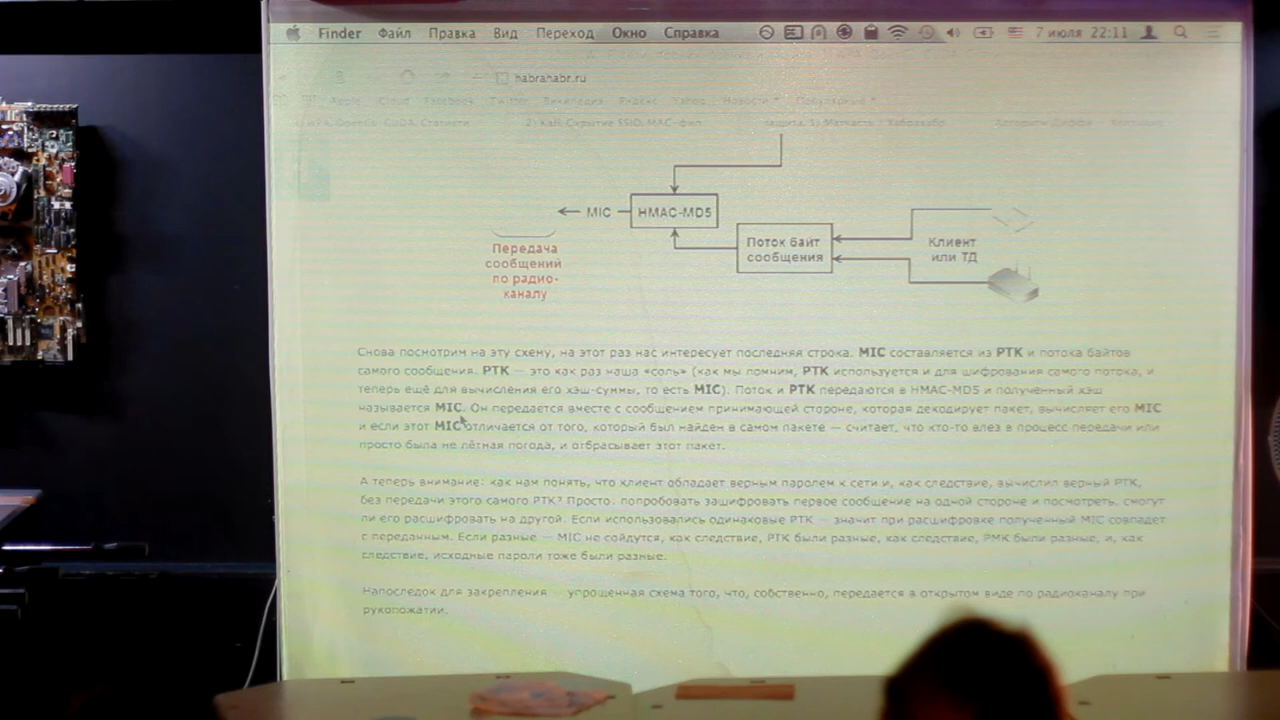 Finder Файл Правка Вид Переход Окно Справка 7 июля 22:11
habrahabr.ru
Apple iCloud Facebook Twitter Википедия Яндекс Yahoo Новости Популярные
MIC
HMAC-MD5
Передача
сообщений
по радио-
каналу
Поток байт
сообщения
Клиент
или ТД
Снова посмотрим на эту схему, на этот раз нас интересует последняя строка. MIC составляется из PTK и потока байтов
самого сообщения. PTK — это как раз наша «соль» (как мы помним, PTK используется и для шифрования самого потока, и
теперь ещё для вычисления его хэш-суммы, то есть MIC). Поток и PTK передаются в HMAC-MD5 и полученный хэш
называется MIC. Он передается вместе с сообщением принимающей стороне, которая декодирует пакет, вычисляет его MIC
и если этот MIC отличается от того, который был найден в самом пакете — считает, что кто-то влез в процесс передачи или
просто была не лётная погода, и отбрасывает этот пакет.
А теперь внимание: как нам понять, что клиент обладает верным паролем к сети и, как следствие, вычислил верный PTK,
без передачи этого самого PTK? Просто: попробовать зашифровать первое сообщение на одной стороне и посмотреть, смогут
ли его расшифровать на другой. Если использовались одинаковые PTK — значит при расшифровке полученный MIC совпадет
с переданным. Если разные — MIC не сойдутся, как следствие, PTK были разные, как следствие, PMK были разные, и, как
следствие, исходные пароли тоже были разные.
Напоследок для закрепления — упрощенная схема того, что, собственно, передается в открытом виде по радиоканалу при
рукопожатии.